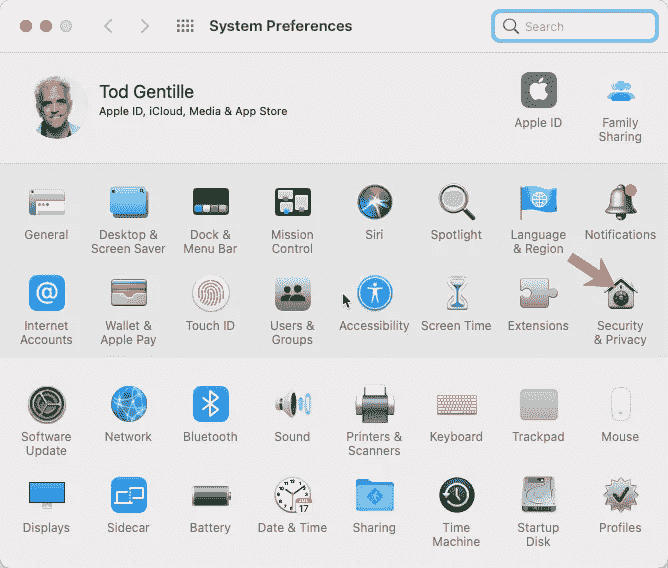 System Preferences
Search
Tod Gentille
Apple ID, iCloud, Media & App Store
Apple ID
Family
Sharing
General
Desktop &
Screen Saver
Dock &
Menu Bar
Mission
Control
Siri
Spotlight
Language
& Region
Notifications
Internet
Accounts
Wallet &
Apple Pay
Touch ID
Users &
Groups
Accessibility
Screen Time
Extensions
Security
& Privacy
Software
Update
Network
Bluetooth
Sound
Printers &
Scanners
Keyboard
Trackpad
Mouse
Displays
Sidecar
Battery
JUL
17
Date & Time
Sharing
Time
Machine
Startup
Disk
Profiles